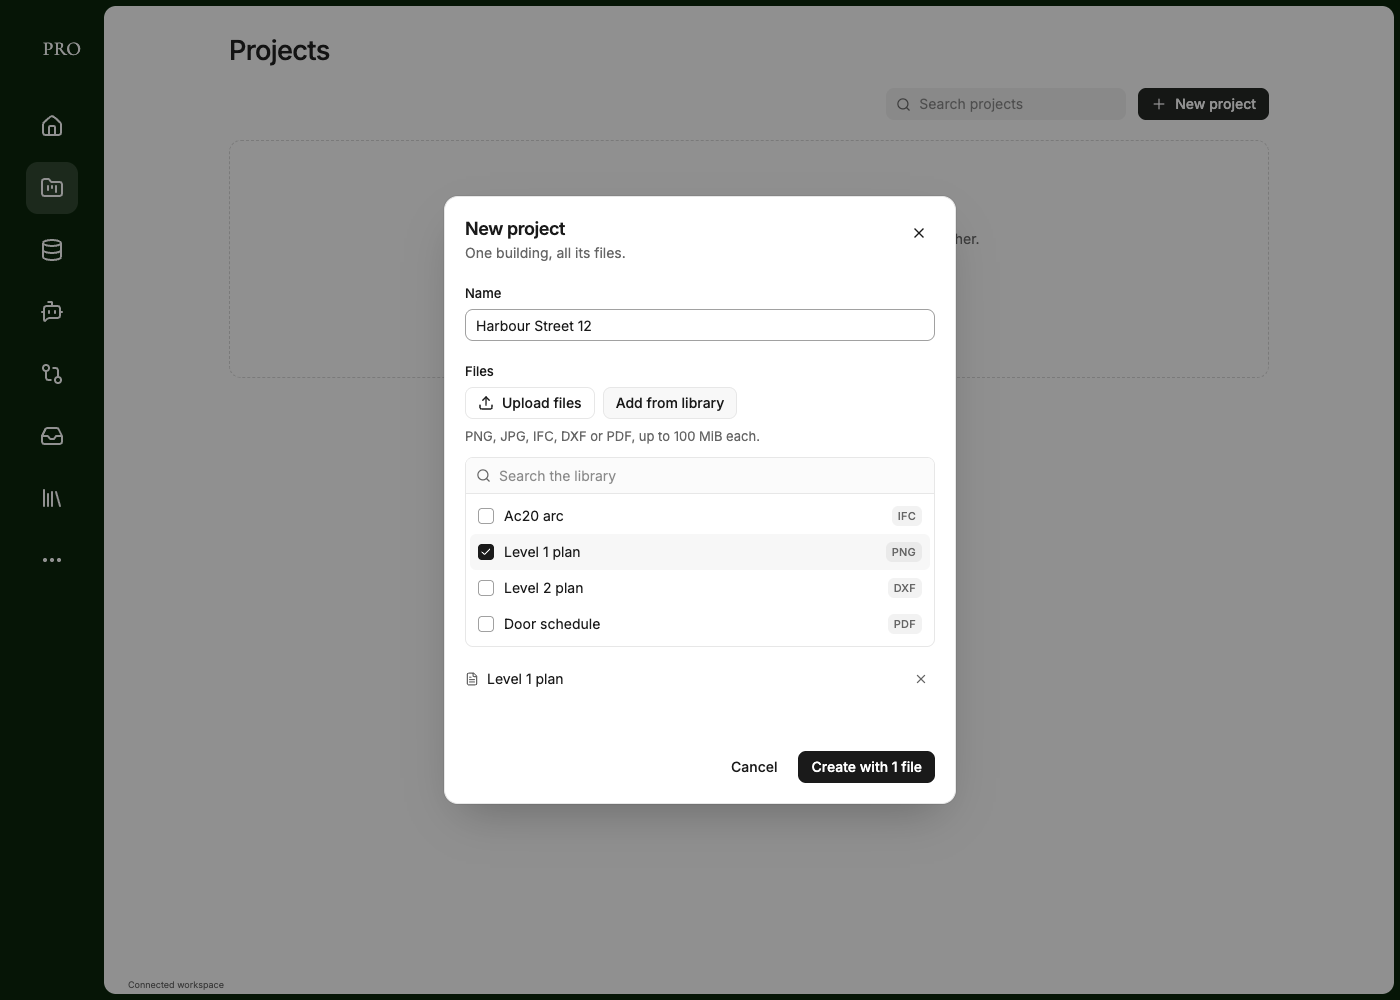 PRO
Projects
Search projects
New project
her.
New project
One building, all its files.
Name
Harbour Street 12
Files
Upload files
Add from library
PNG, JPG, IFC, DXF or PDF, up to 100 MiB each.
Search the library
Ac20 arc
IFC
Level 1 plan
PNG
Level 2 plan
DXF
Door schedule
PDF
Level 1 plan
Cancel
Create with 1 file
Connected workspace